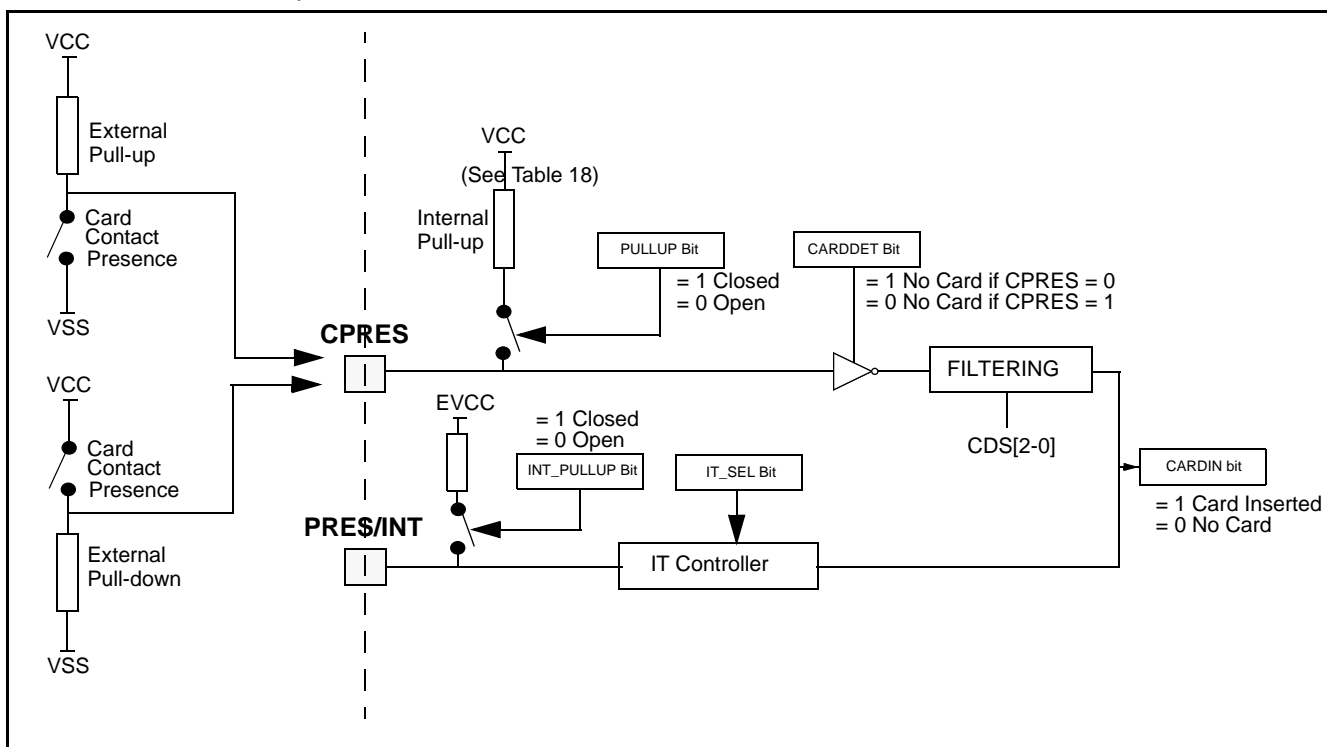 VCC
External
Pull-up
Card
Contact
Presence
VSS
VCC
Card
Contact
Presence
External
Pull-down
VSS
VCC
(See Table 18)
Internal
Pull-up
PULLUP Bit
= 1 Closed
= 0 Open
CARDDET Bit
= 1 No Card if CPRES = 0
= 0 No Card if CPRES = 1
CPRES
FILTERING
CDS[2-0]
EVCC
= 1 Closed
= 0 Open
INT_PULLUP Bit
IT_SEL Bit
CARDIN bit
= 1 Card Inserted
= 0 No Card
PRES/INT
IT Controller